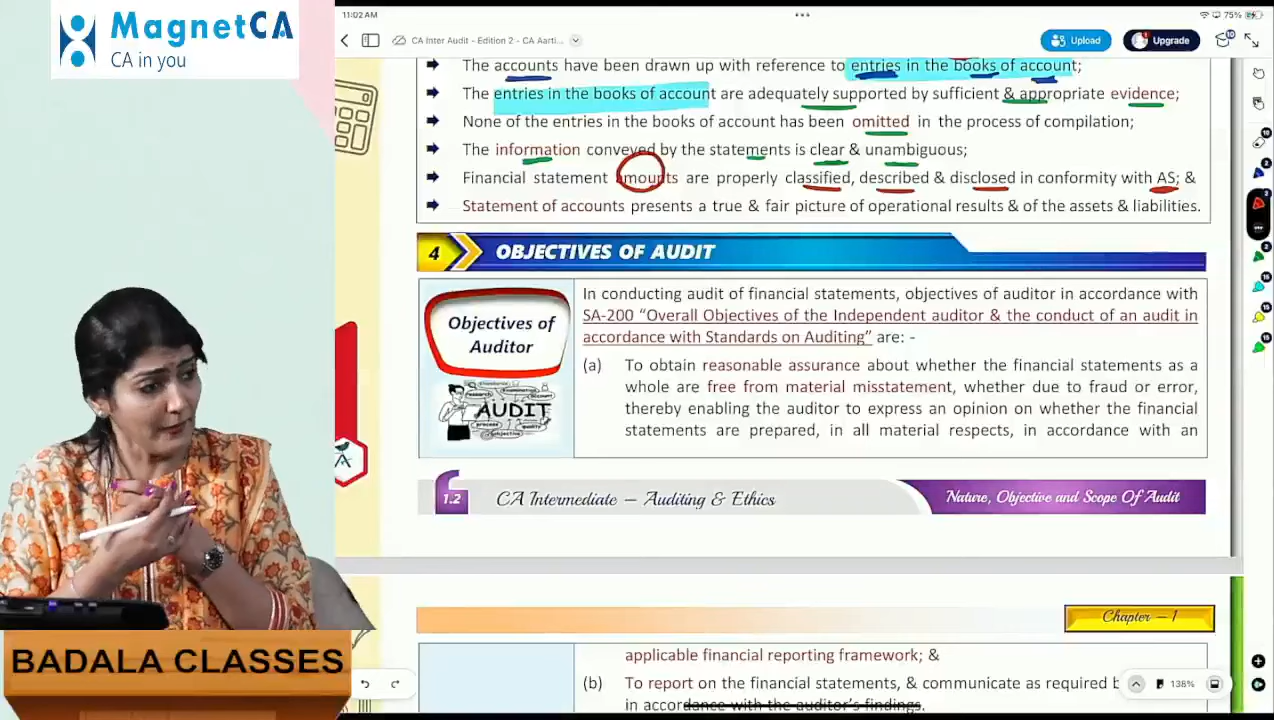 MagnetCA
CA in you
11:02 AM
75%
CA Inter Audit - Edition 2 - CA Aarti...
Upload
Upgrade
The accounts have been drawn up with reference to entries in the books of account;
The entries in the books of account are adequately supported by sufficient & appropriate evidence;
None of the entries in the books of account has been omitted in the process of compilation;
The information conveyed by the statements is clear & unambiguous;
Financial statement amounts are properly classified, described & disclosed in conformity with AS; &
Statement of accounts presents a true & fair picture of operational results & of the assets & liabilities.
4 OBJECTIVES OF AUDIT
Objectives of
Auditor
AUDIT
In conducting audit of financial statements, objectives of auditor in accordance with
SA-200 “Overall Objectives of the Independent auditor & the conduct of an audit in
accordance with Standards on Auditing” are: -
(a) To obtain reasonable assurance about whether the financial statements as a
whole are free from material misstatement, whether due to fraud or error,
thereby enabling the auditor to express an opinion on whether the financial
statements are prepared, in all material respects, in accordance with an
1.2 CA Intermediate – Auditing & Ethics
Nature, Objective and Scope Of Audit
Chapter – 1
applicable financial reporting framework; &
(b) To report on the financial statements, & communicate as required b
in accordance with the auditor's findings.
138%
BADALA CLASSES